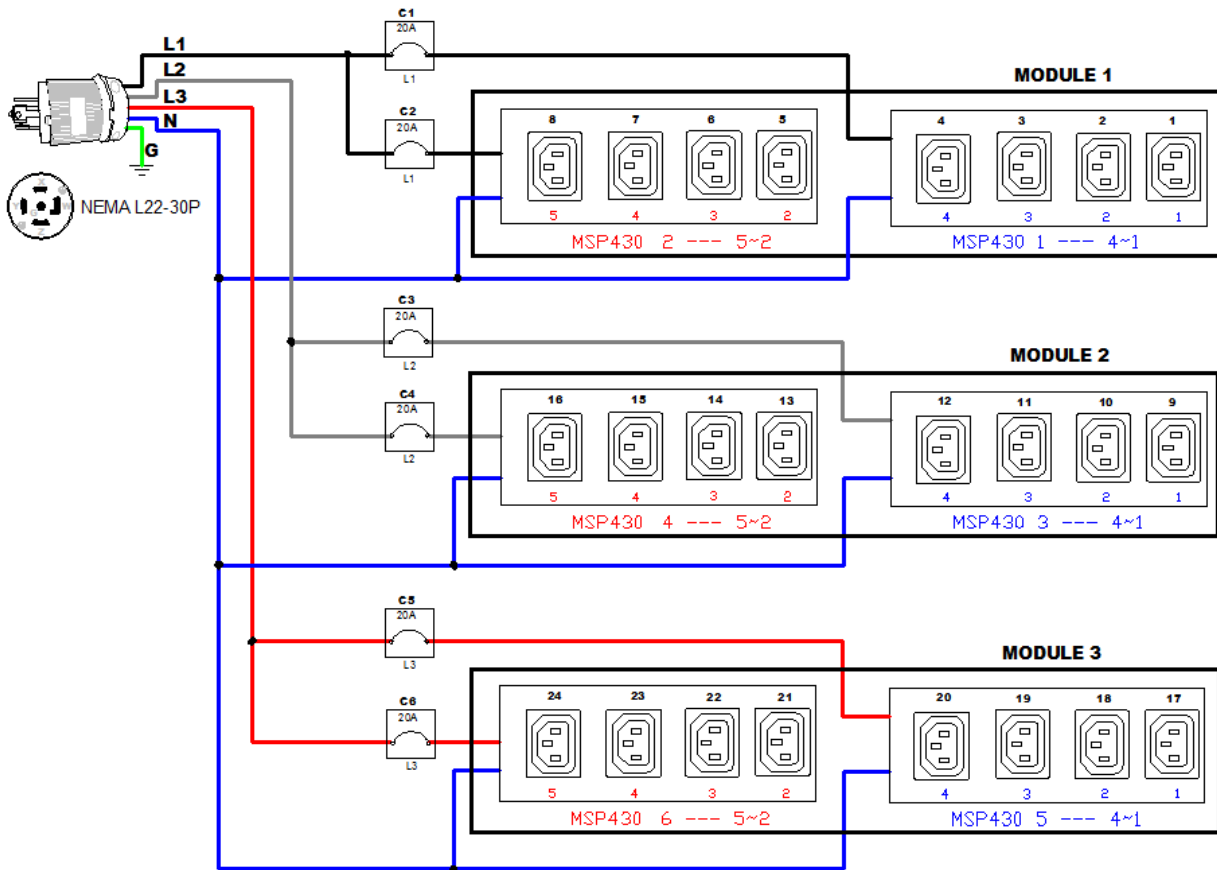 C1
20A
L1
L1
L2
L3
N
G
NEMA L22-30P
C2
20A
L1
MODULE 1
8 7 6 5
5 4 3 2
MSP430 2 --- 5~2
4 3 2 1
4 3 2 1
MSP430 1 --- 4~1
C3
20A
L2
C4
20A
L2
MODULE 2
16 15 14 13
5 4 3 2
MSP430 4 --- 5~2
12 11 10 9
4 3 2 1
MSP430 3 --- 4~1
C5
20A
L3
C6
20A
L3
MODULE 3
24 23 22 21
5 4 3 2
MSP430 6 --- 5~2
20 19 18 17
4 3 2 1
MSP430 5 --- 4~1